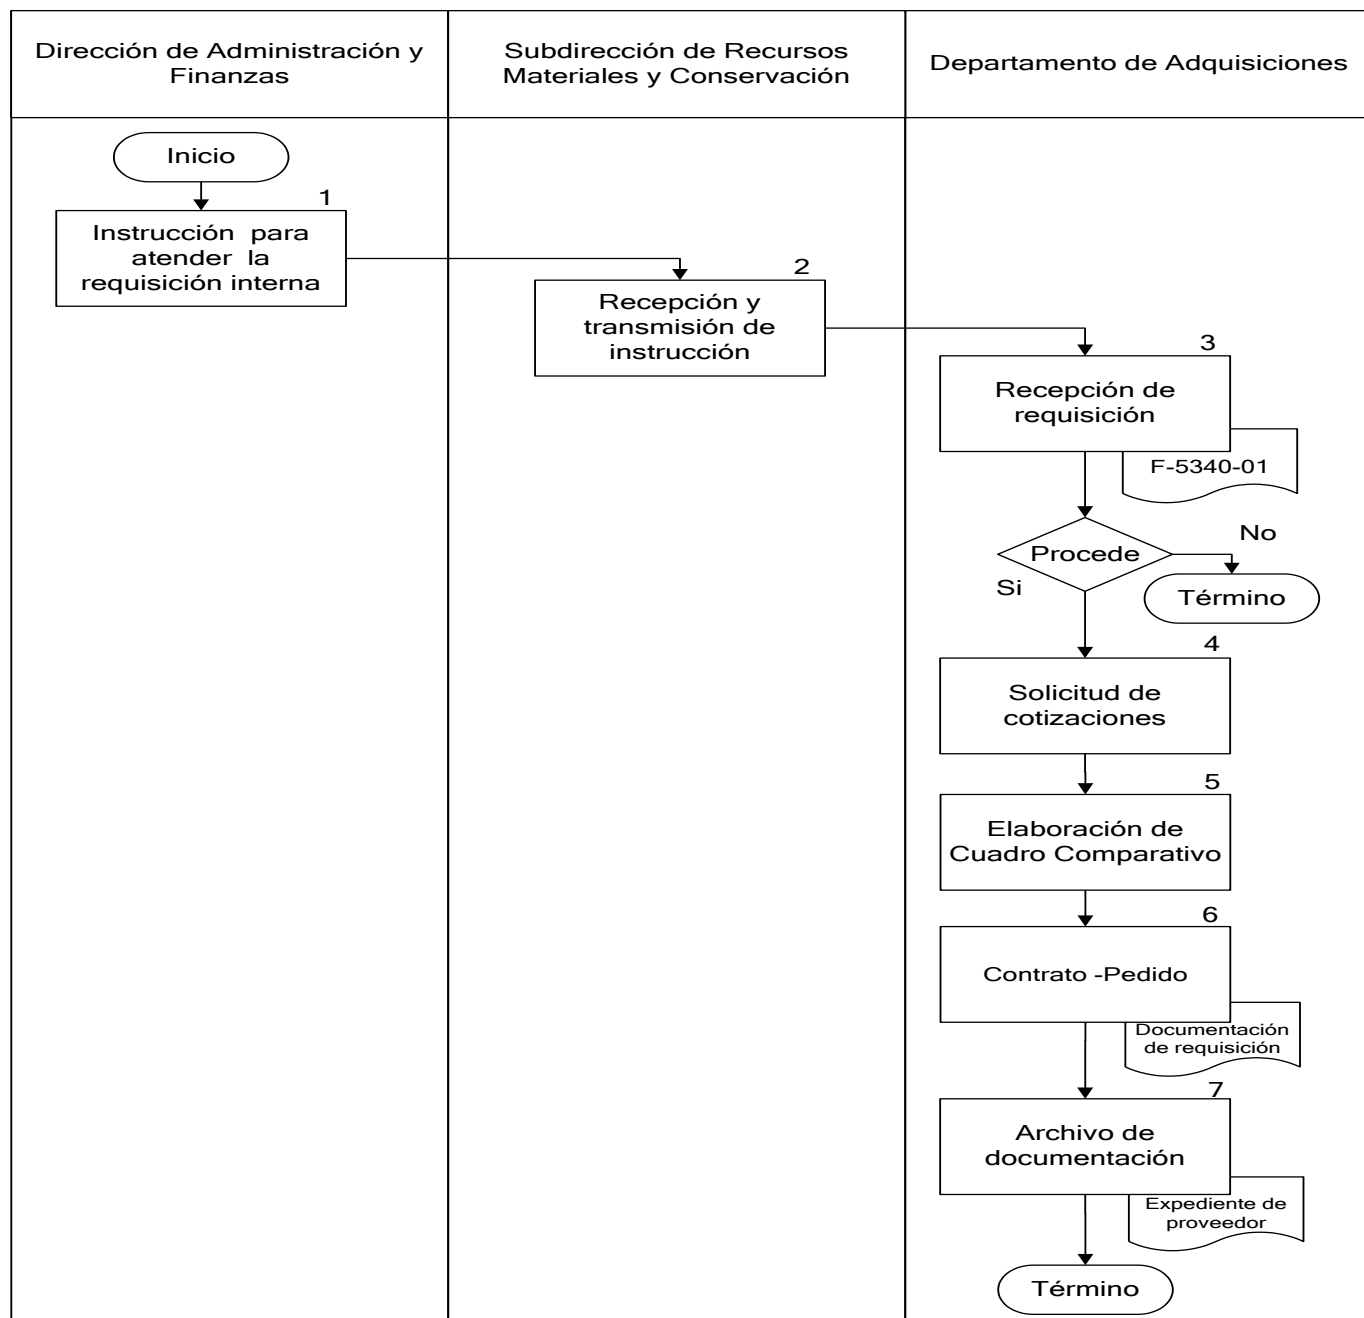 Dirección de Administración y
Finanzas
Subdirección de Recursos
Materiales y Conservación
Departamento de Adquisiciones
Inicio
1
Instrucción para
atender la
requisición interna
2
Recepción y
transmisión de
instrucción
3
Recepción de
requisición
F-5340-01
Procede
No
Si
Término
4
Solicitud de
cotizaciones
5
Elaboración de
Cuadro Comparativo
6
Contrato -Pedido
Documentación
de requisición
7
Archivo de
documentación
Expediente de
proveedor
Término